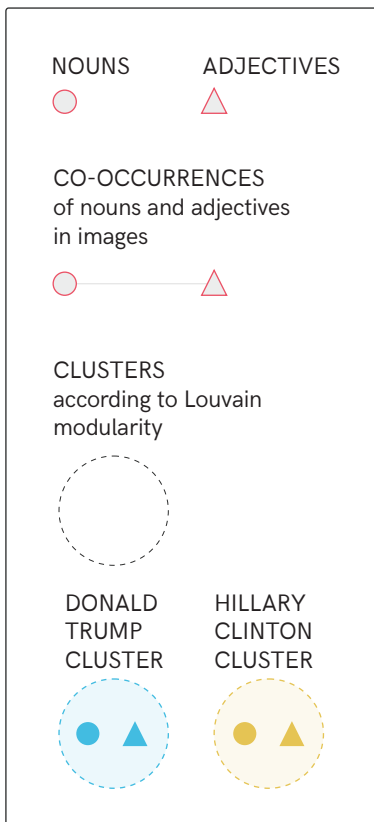 NOUNS ADJECTIVES
CO-OCCURRENCES
of nouns and adjectives
in images
CLUSTERS
according to Louvain
modularity
DONALD
TRUMP
CLUSTER
HILLARY
CLINTON
CLUSTER